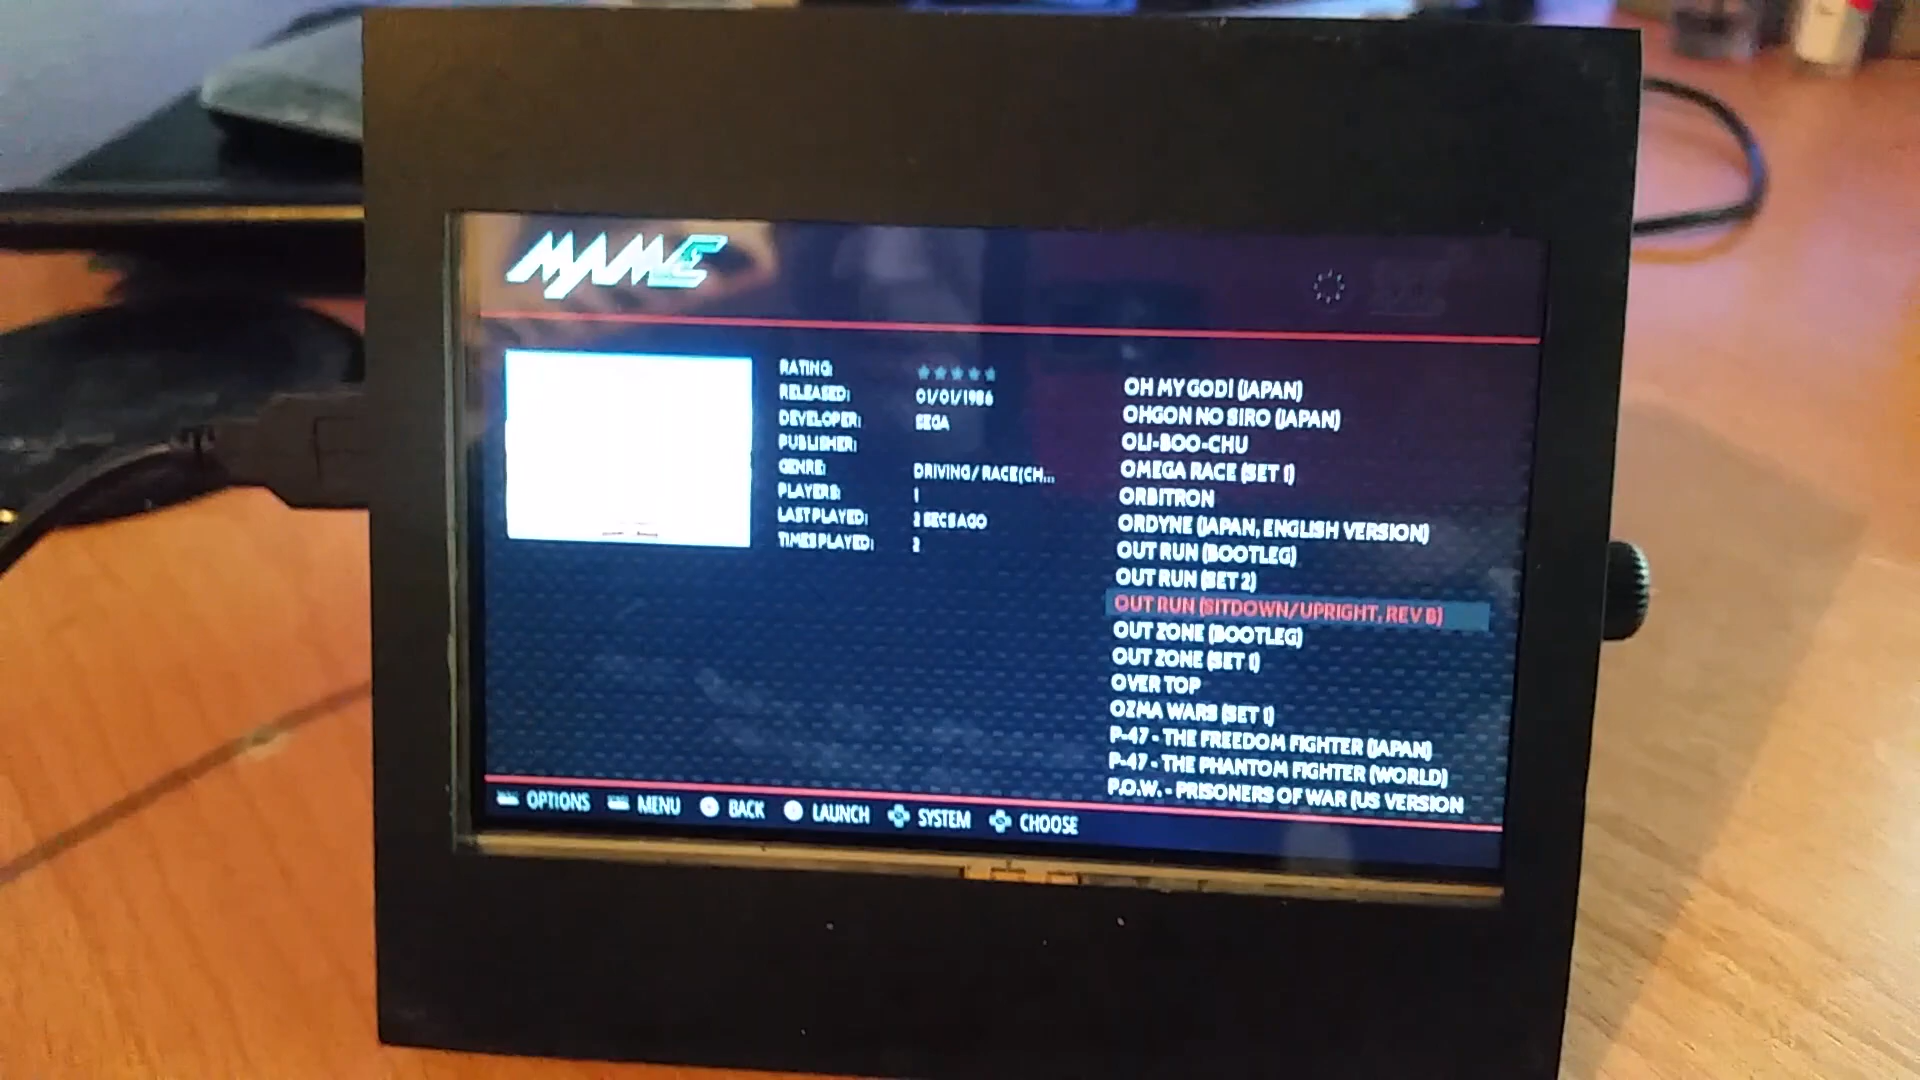 MAME
RATING:
RELEASED: 01/01/1986
DEVELOPER: SEGA
PUBLISHER:
GENRE: DRIVING/ RACE(CH...
PLAYERS: 1
LAST PLAYED: 2 SECS AGO
TIMES PLAYED: 2
OH MY GOD! (JAPAN)
OHGON NO SIRO (JAPAN)
OLI-BOO-CHU
OMEGA RACE (SET 1)
ORBITRON
ORDYNE (JAPAN, ENGLISH VERSION)
OUT RUN (BOOTLEG)
OUT RUN (SET 2)
OUT RUN (SITDOWN/UPRIGHT, REV B)
OUT ZONE (BOOTLEG)
OUT ZONE (SET 1)
OVER TOP
OZMA WARS (SET 1)
P-47 - THE FREEDOM FIGHTER (JAPAN)
P-47 - THE PHANTOM FIGHTER (WORLD)
P.O.W. - PRISONERS OF WAR (US VERSION
OPTIONS MENU BACK LAUNCH SYSTEM CHOOSE